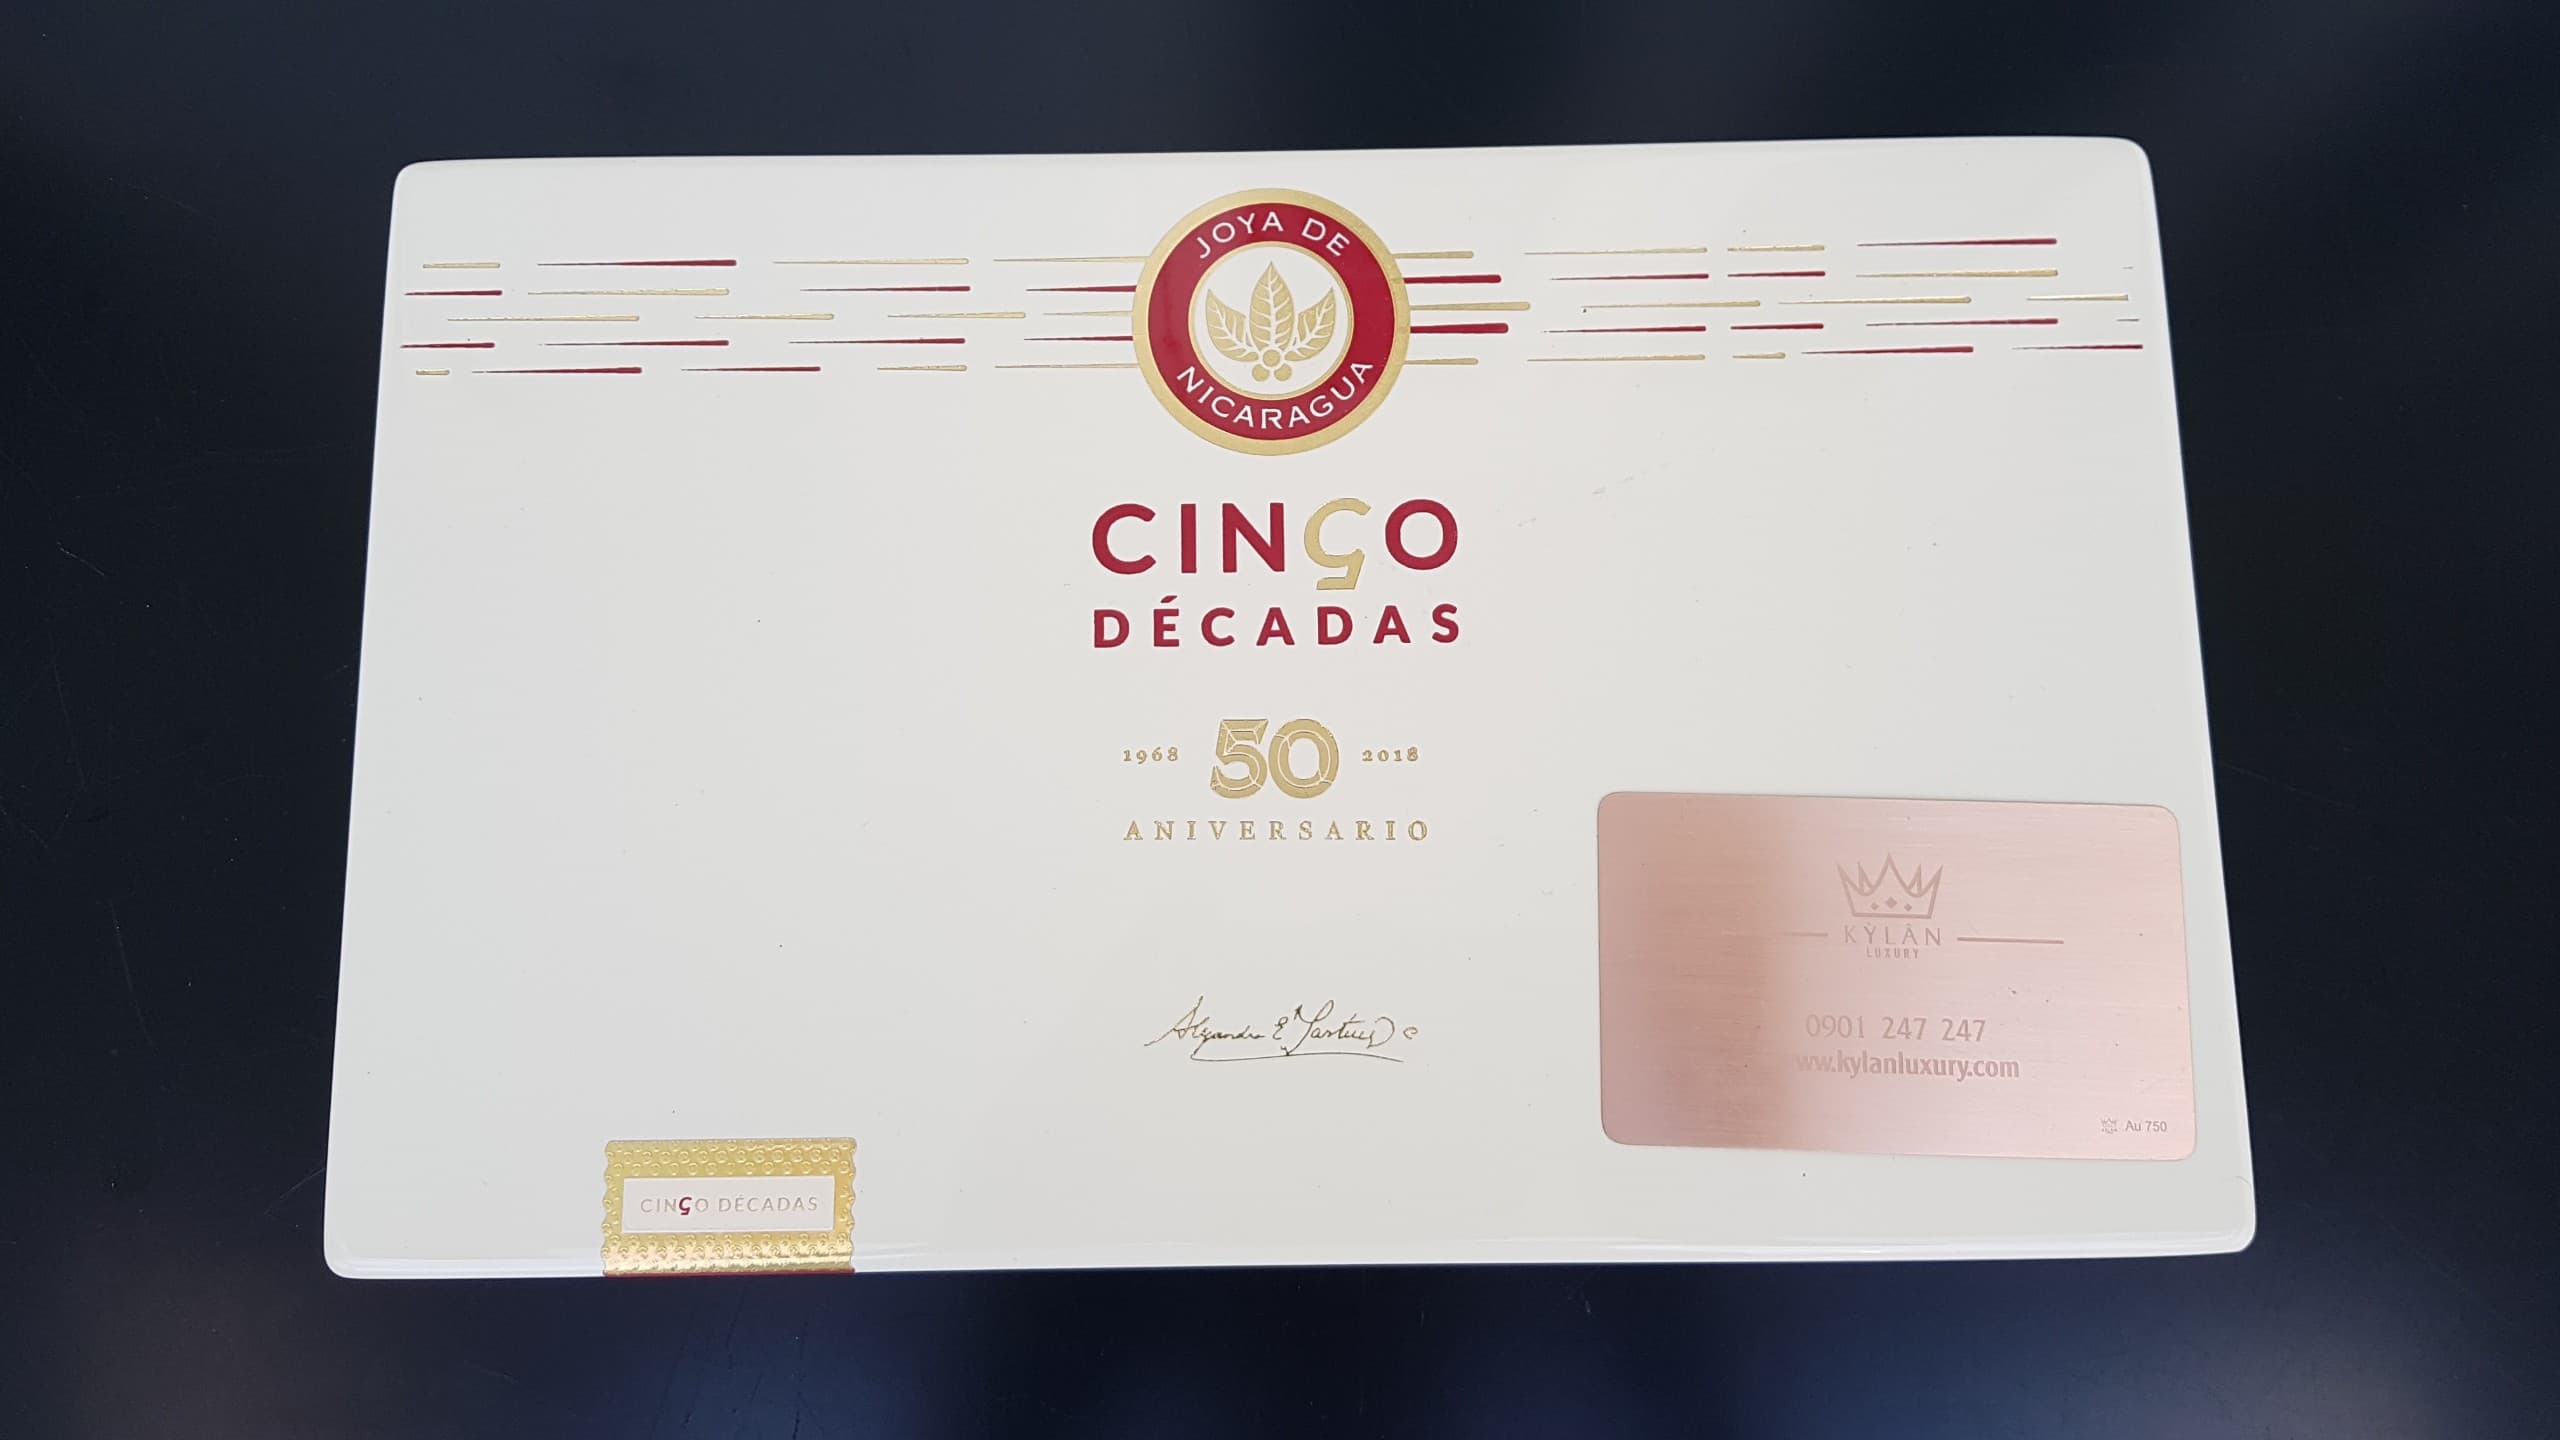 JOYA DE
NICARAGUA
CINÇO
DÉCADAS
1968 50 2018
ANIVERSARIO
KỲLÂN
LUXURY
0901 247 247
www.kylanluxury.com
Au 750
CINÇO DÉCADAS